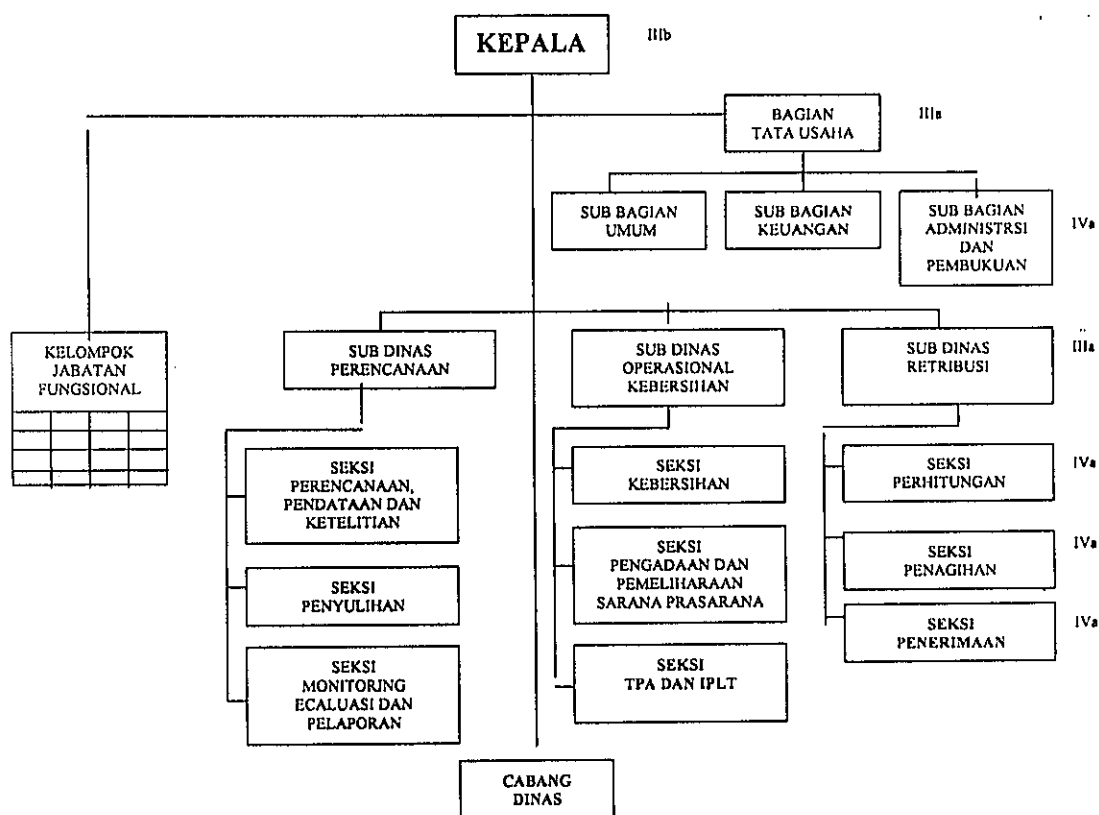 KEPALA
IIIb
BAGIAN
TATA USAHA
IIIa
SUB BAGIAN
UMUM
SUB BAGIAN
KEUANGAN
SUB BAGIAN
ADMINISTRSI
DAN
PEMBUKUAN
IVa
KELOMPOK
JABATAN
FUNGSIONAL
SUB DINAS
PERENCANAAN
SUB DINAS
OPERASIONAL
KEBERSIHAN
SUB DINAS
RETRIBUSI
IIIa
SEKSI
PERENCANAAN,
PENDATAAN DAN
KETELITIAN
SEKSI
KEBERSIHAN
SEKSI
PERHITUNGAN
IVa
SEKSI
PENYULIHAN
SEKSI
PENGADAAN DAN
PEMELIHARAAN
SARANA PRASARANA
SEKSI
PENAGIHAN
IVa
SEKSI
PENERIMAAN
IVa
SEKSI
MONITORING
ECALUASI DAN
PELAPORAN
SEKSI
TPA DAN IPLT
CABANG
DINAS